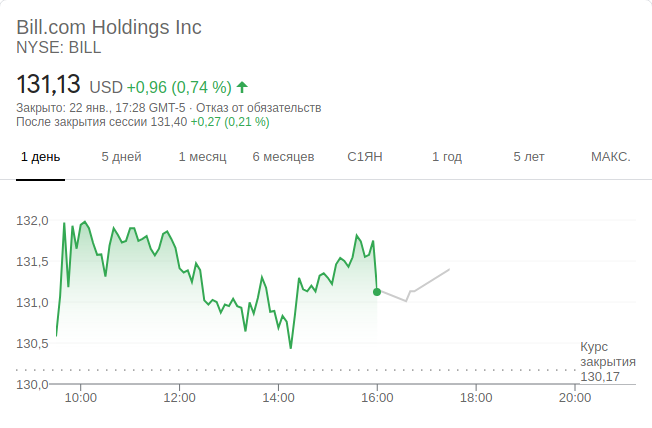 Bill.com Holdings Inc
NYSE: BILL
131,13 USD +0,96 (0,74 %)
Закрыто: 22 янв., 17:28 GMT-5 · Отказ от обязательств
После закрытия сессии 131,40 +0,27 (0,21 %)
1 день 5 дней 1 месяц 6 месяцев С1ЯН 1 год 5 лет МАКС.
132,0
131,5
131,0
130,5
130,0
Курс
закрытия
130,17
10:00 12:00 14:00 16:00 18:00 20:00